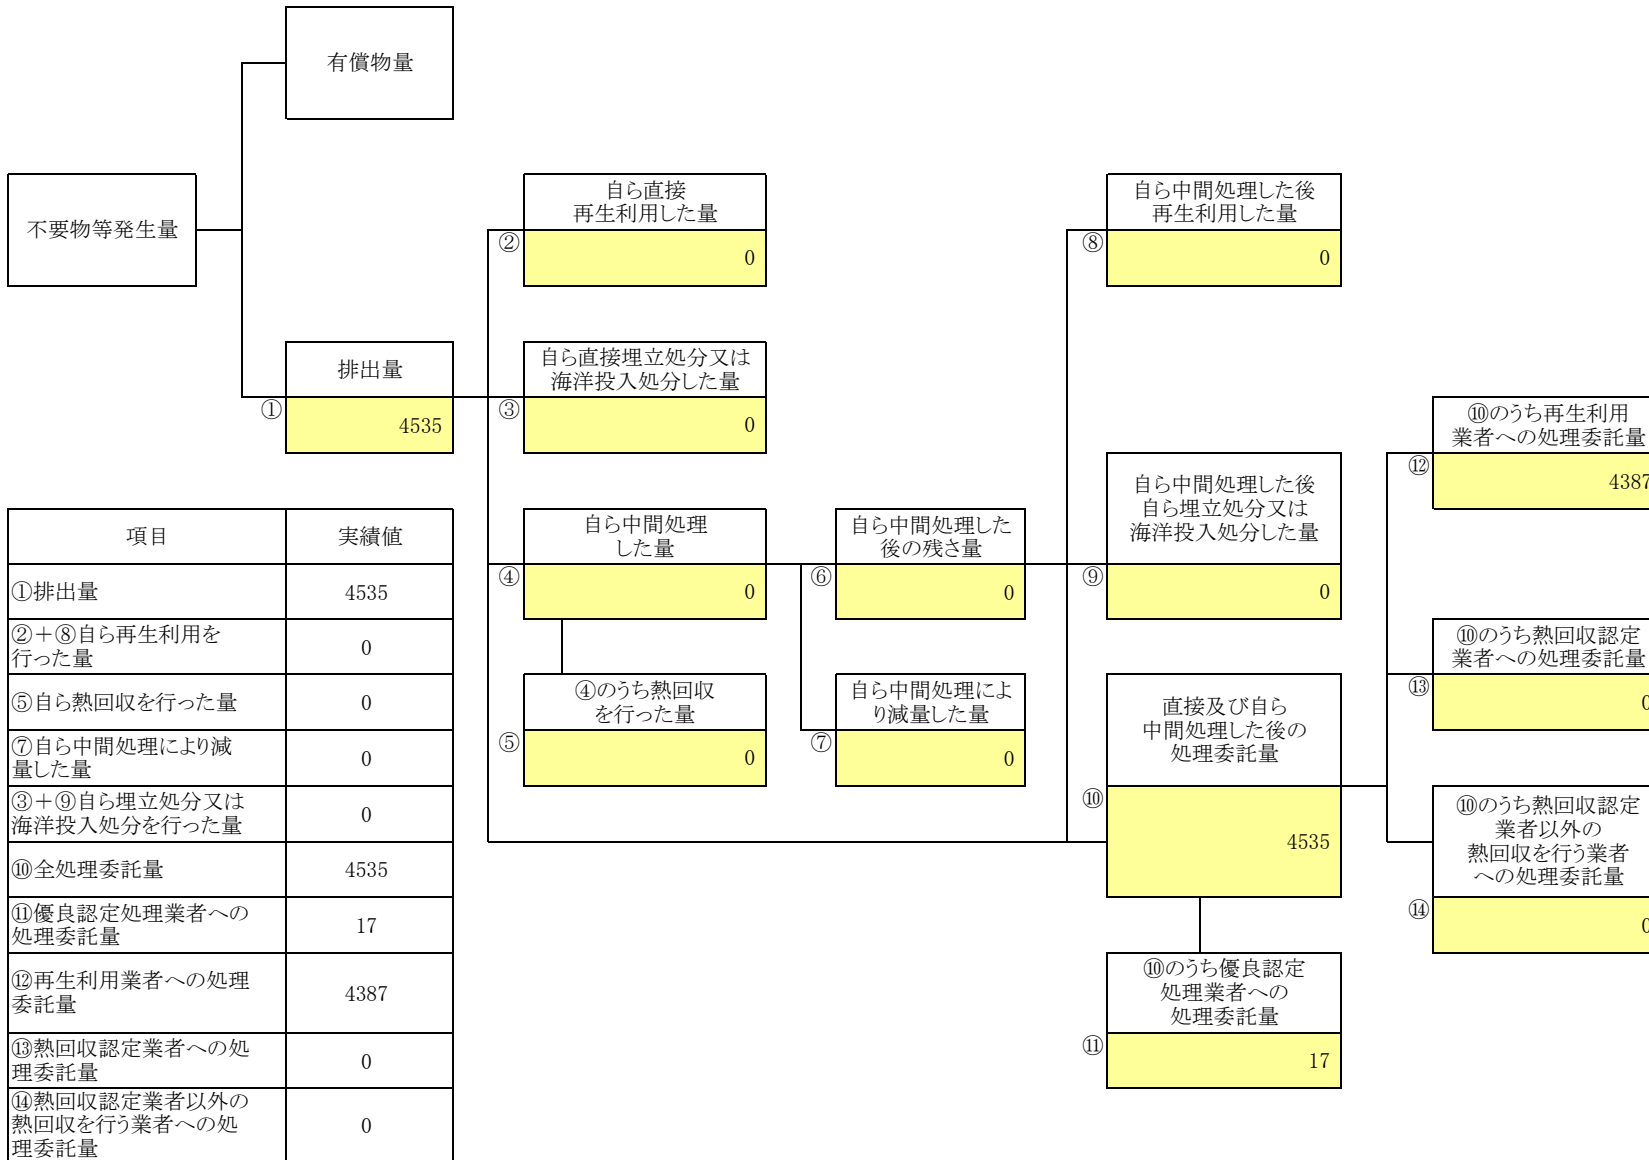 有償物量
不要物等発生量
自ら直接
再生利用した量
②
0
自ら中間処理した後
再生利用した量
⑧
0
排出量
①
4535
自ら直接埋立処分又は
海洋投入処分した量
③
0
⑩のうち再生利用
業者への処理委託量
⑫
4387
自ら中間処理
した量
④
0
自ら中間処理した
後の残さ量
⑥
0
自ら中間処理した後
自ら埋立処分又は
海洋投入処分した量
⑨
0
⑩のうち熱回収認定
業者への処理委託量
⑬
0
④のうち熱回収
を行った量
⑤
0
自ら中間処理によ
り減量した量
⑦
0
直接及び自ら
中間処理した後の
処理委託量
⑩
4535
⑩のうち熱回収認定
業者以外の
熱回収を行う業者
への処理委託量
⑭
0
⑩のうち優良認定
処理業者への
処理委託量
⑪
17
項目 実績値
①排出量 4535
②＋⑧自ら再生利用を
行った量 0
⑤自ら熱回収を行った量 0
⑦自ら中間処理により減
量した量 0
③＋⑨自ら埋立処分又は
海洋投入処分を行った量 0
⑩全処理委託量 4535
⑪優良認定処理業者への
処理委託量 17
⑫再生利用業者への処理
委託量 4387
⑬熱回収認定業者への処
理委託量 0
⑭熱回収認定業者以外の
熱回収を行う業者への処
理委託量 0